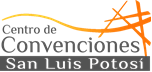 Centro de
Convenciones
San Luis Potosí